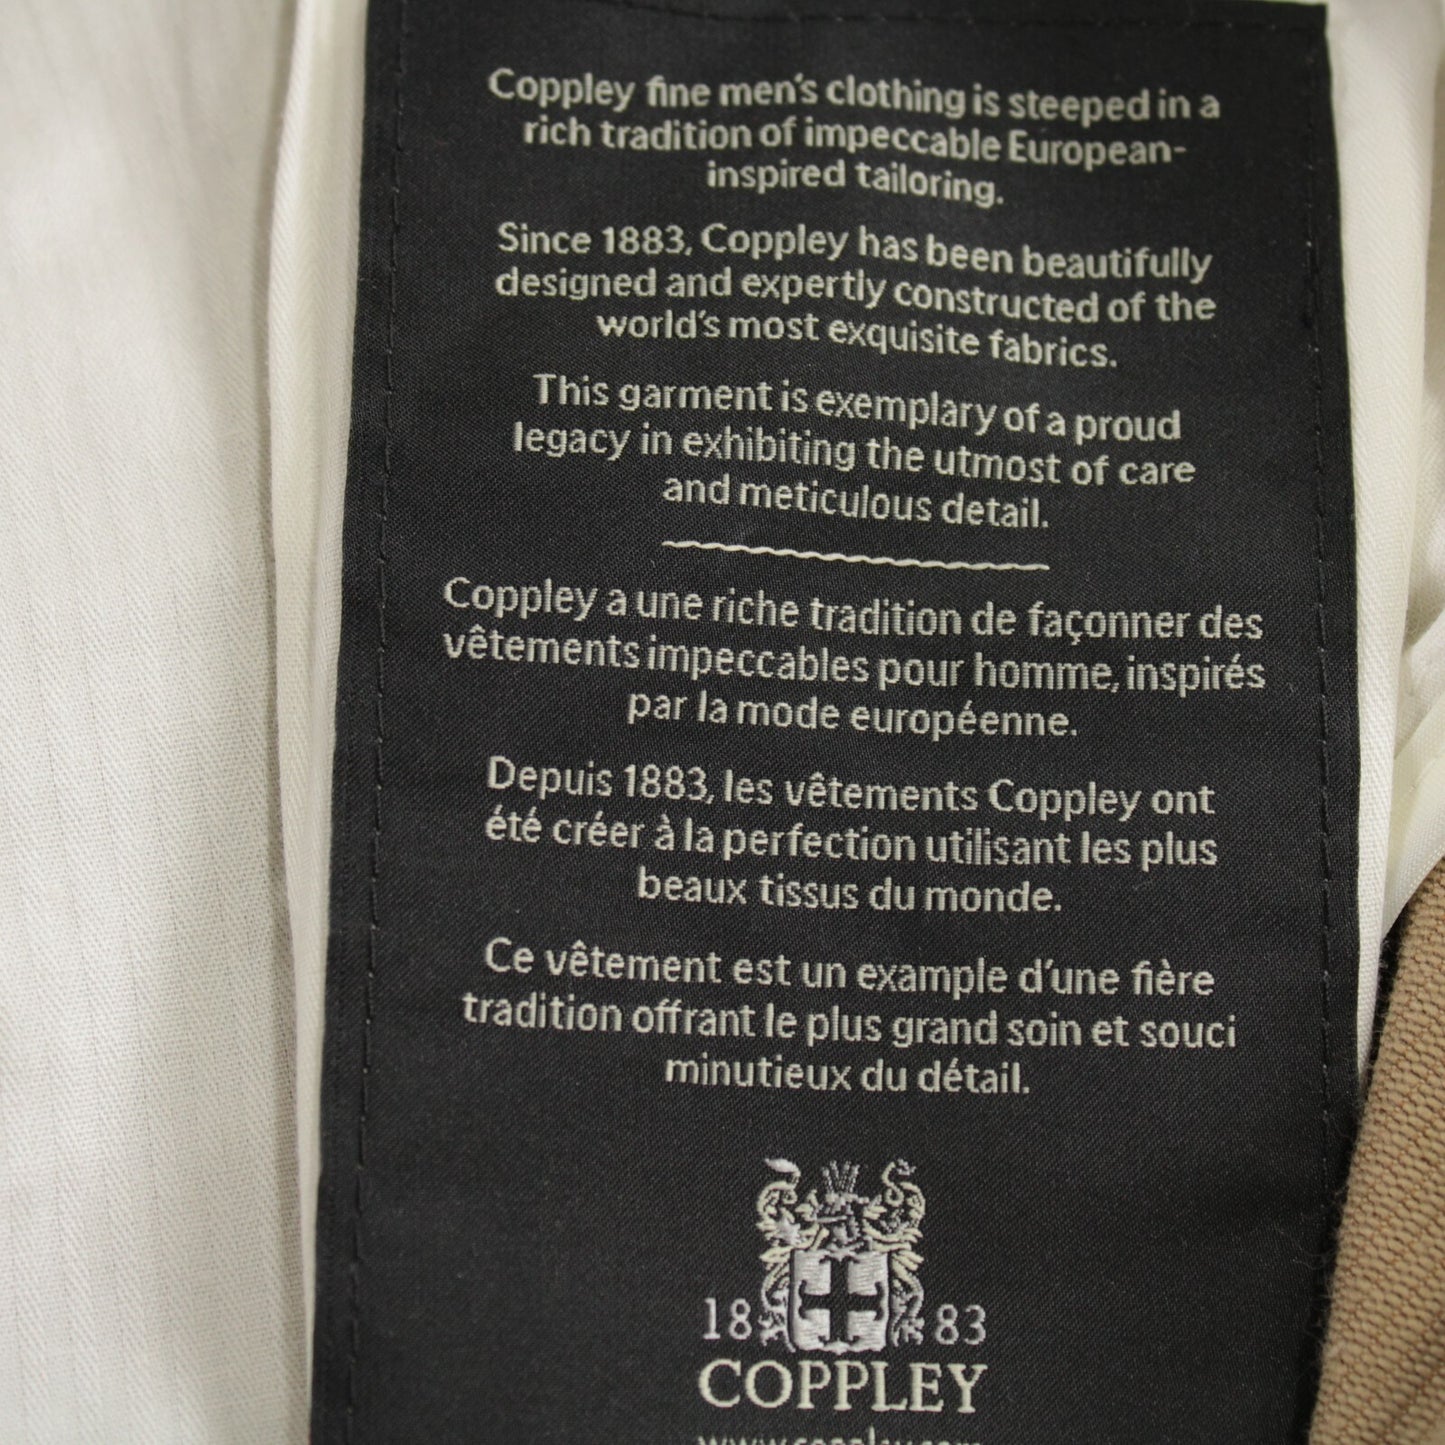 Coppley fine men's clothing is steeped in a
rich tradition of impeccable European-
inspired tailoring.
Since 1883, Coppley has been beautifully
designed and expertly constructed of the
world's most exquisite fabrics.
This garment is exemplary of a proud
legacy in exhibiting the utmost of care
and meticulous detail.
Coppley a une riche tradition de façonner des
vêtements impeccables pour homme, inspirés
par la mode européenne.
Depuis 1883, les vêtements Coppley ont
été créer à la perfection utilisant les plus
beaux tissus du monde.
Ce vêtement est un example d'une fière
tradition offrant le plus grand soin et souci
minutieux du détail.
18 83
COPPLEY
www.coppley.com